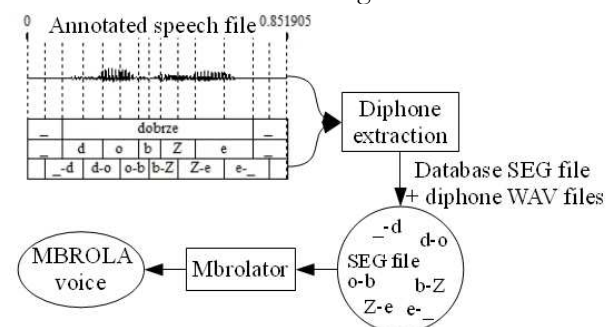 0 Annotated speech file 0.851905
_ dobrze _
_ d o b Z e _
_-d d-o o-b b-Z Z-e e-_
Diphone
extraction
Database SEG file
+ diphone WAV files
_-d
d-o
SEG file
o-b b-Z
Z-e e-_
Mbrolator
MBROLA
voice